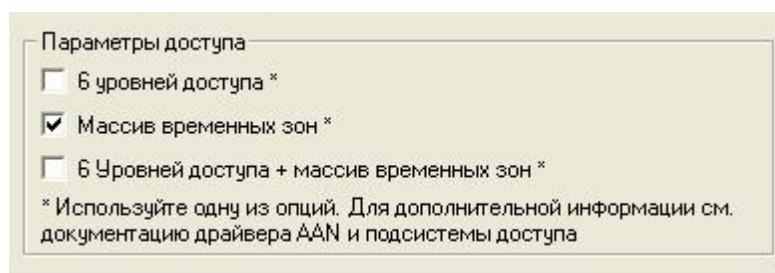 Параметры доступа
6 уровней доступа *
Массив временных зон *
6 Уровней доступа + массив временных зон *
* Используйте одну из опций. Для дополнительной информации см.
документацию драйвера AAN и подсистемы доступа